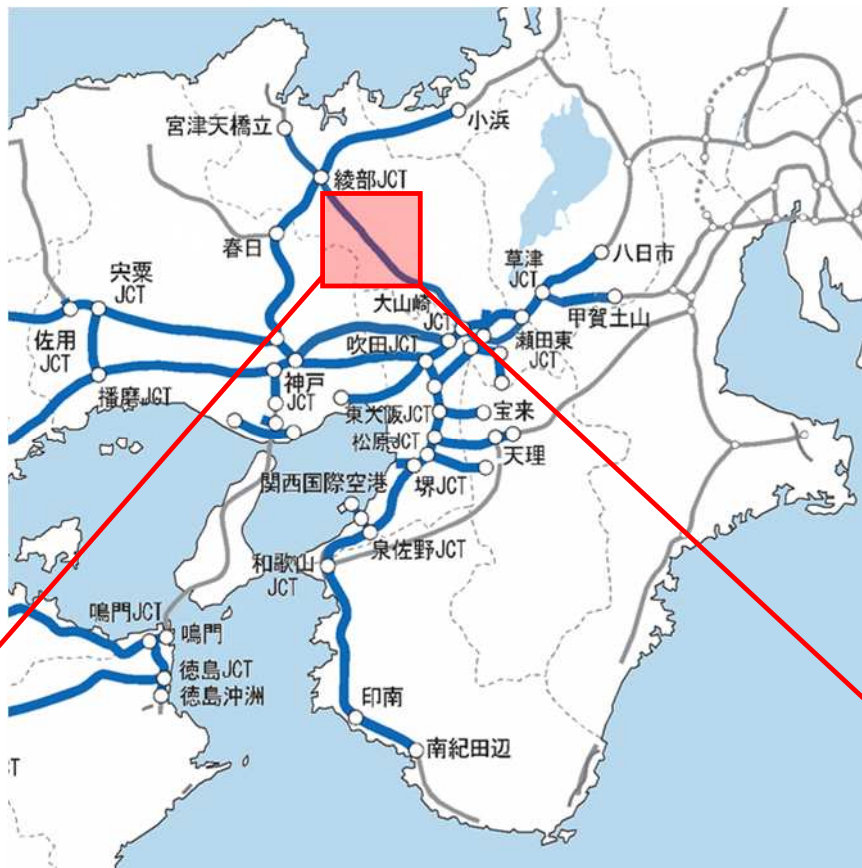 小浜
宮津天橋立
綾部JCT
春日
草津
JCT
八日市
宍粟
JCT
大山崎
JCT
甲賀土山
佐用
JCT
吹田JCT
瀬田東
JCT
播磨JCT
神戸
JCT
東大阪JCT
宝来
松原JCT
天理
関西国際空港
堺JCT
泉佐野JCT
和歌山
JCT
鳴門JCT
鳴門
徳島JCT
徳島沖洲
印南
南紀田辺
CT